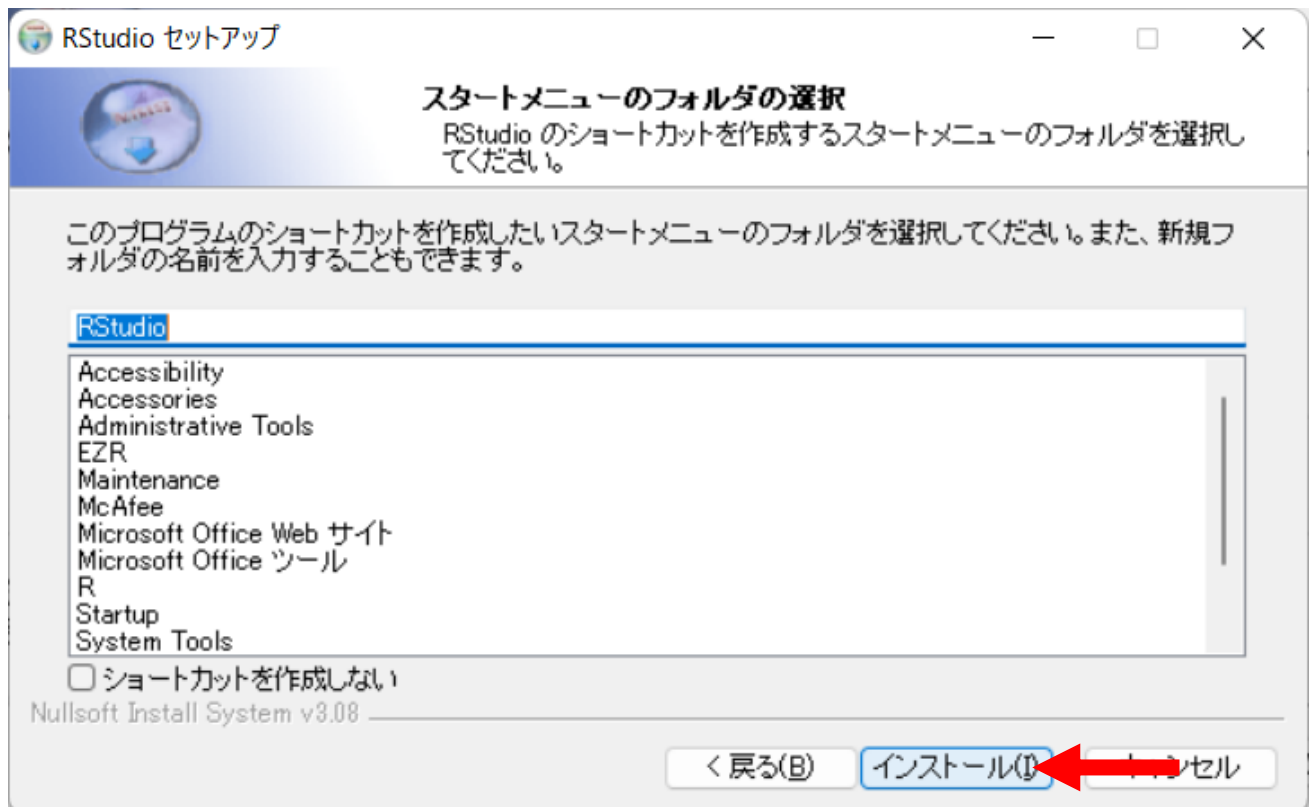 RStudio セットアップ
スタートメニューのフォルダの選択
RStudio のショートカットを作成するスタートメニューのフォルダを選択し
てください。
このプログラムのショートカットを作成したいスタートメニューのフォルダを選択してください。また、新規フ
ォルダの名前を入力することもできます。
RStudio
Accessibility
Accessories
Administrative Tools
EZR
Maintenance
McAfee
Microsoft Office Web サイト
Microsoft Office ツール
R
Startup
System Tools
ショートカットを作成しない
Nullsoft Install System v3.08
< 戻る(B)
インストール(I)
キャンセル